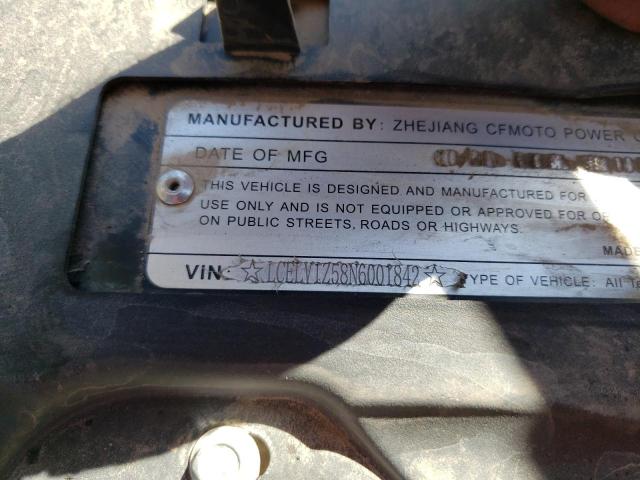 MANUFACTURED BY: ZHEJIANG CFMOTO POWER
DATE OF MFG
THIS VEHICLE IS DESIGNED AND MANUFACTURED FOR
USE ONLY AND IS NOT EQUIPPED OR APPROVED FOR
ON PUBLIC STREETS, ROADS OR HIGHWAYS.
MADE
VIN: ☆LCELV1Z58N6001842☆ TYPE OF VEHICLE: All